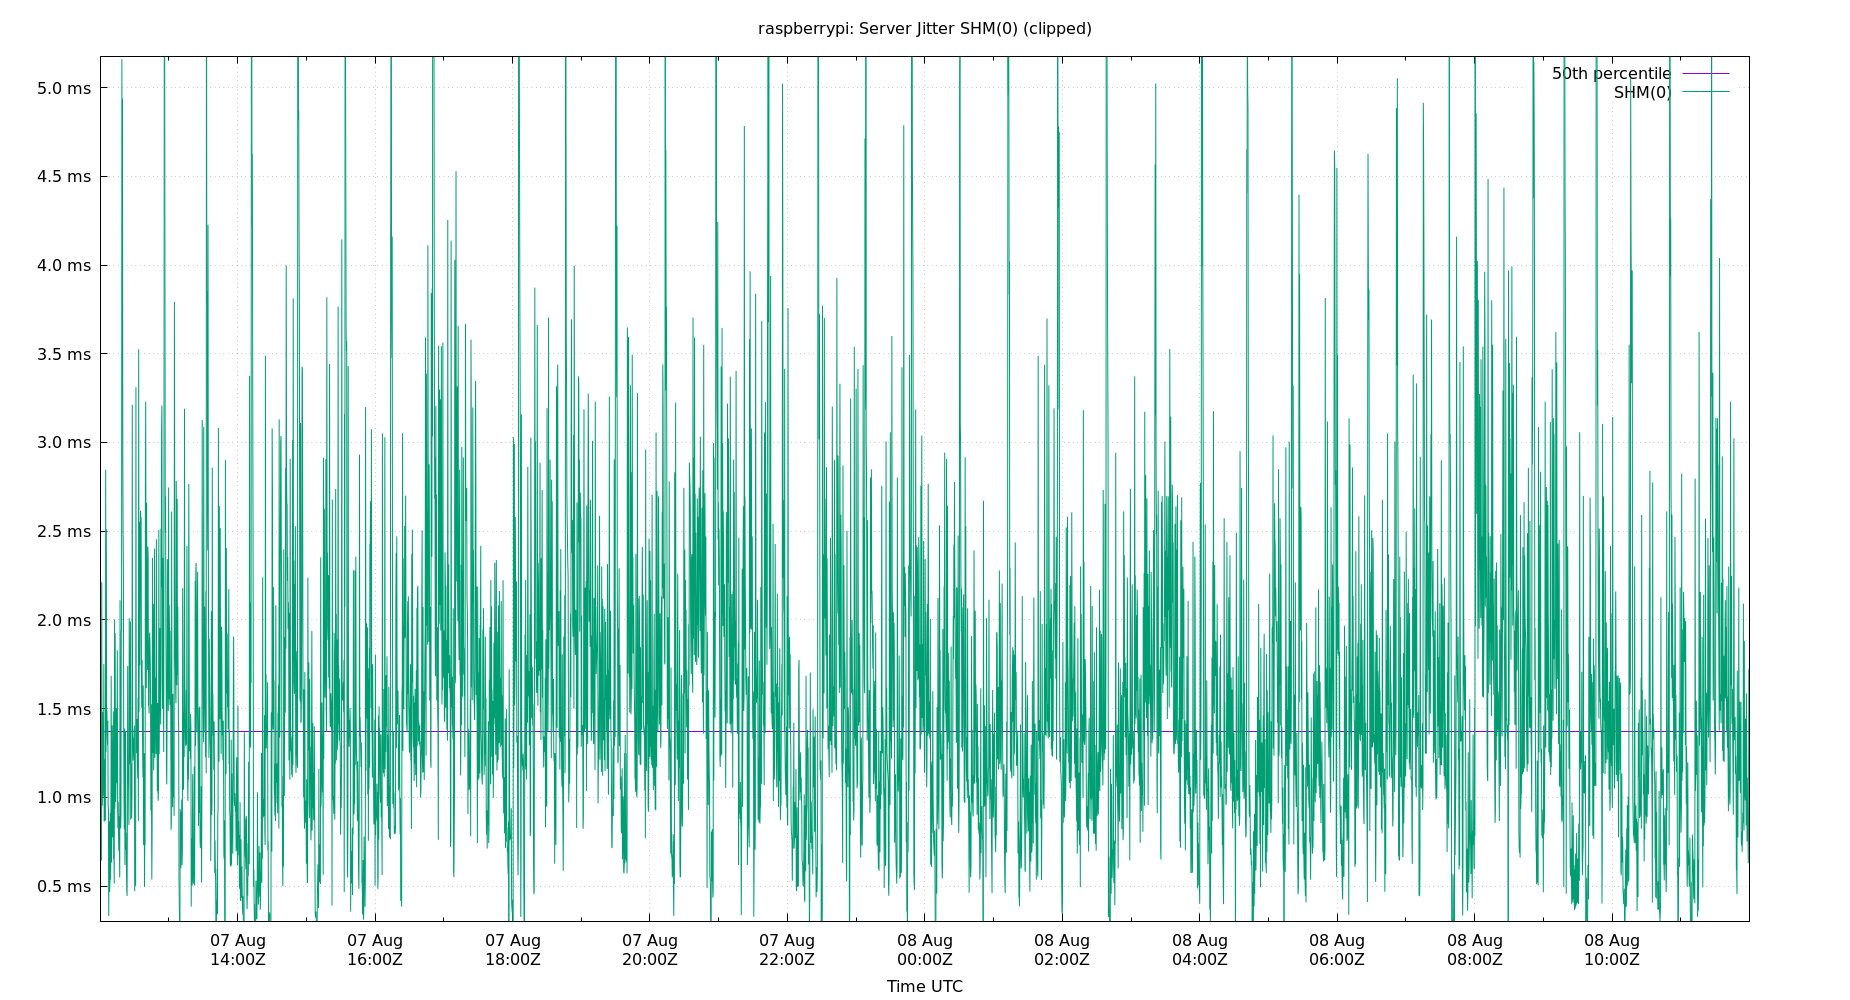 raspberrypi: Server Jitter SHM(0) (clipped)
50th percentile
SHM(0)
5.0 ms
4.5 ms
4.0 ms
3.5 ms
3.0 ms
2.5 ms
2.0 ms
1.5 ms
1.0 ms
0.5 ms
07 Aug 07 Aug 07 Aug 07 Aug 07 Aug 08 Aug 08 Aug 08 Aug 08 Aug 08 Aug 08 Aug
14:00Z 16:00Z 18:00Z 20:00Z 22:00Z 00:00Z 02:00Z 04:00Z 06:00Z 08:00Z 10:00Z
Time UTC